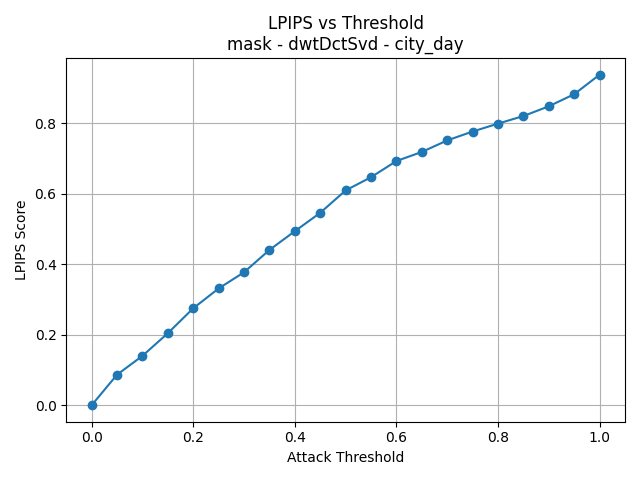 LPIPS vs Threshold
mask - dwtDctSvd - city_day
0.8
0.6
0.4
0.2
0.0
LPIPS Score
0.0 0.2 0.4 0.6 0.8 1.0
Attack Threshold